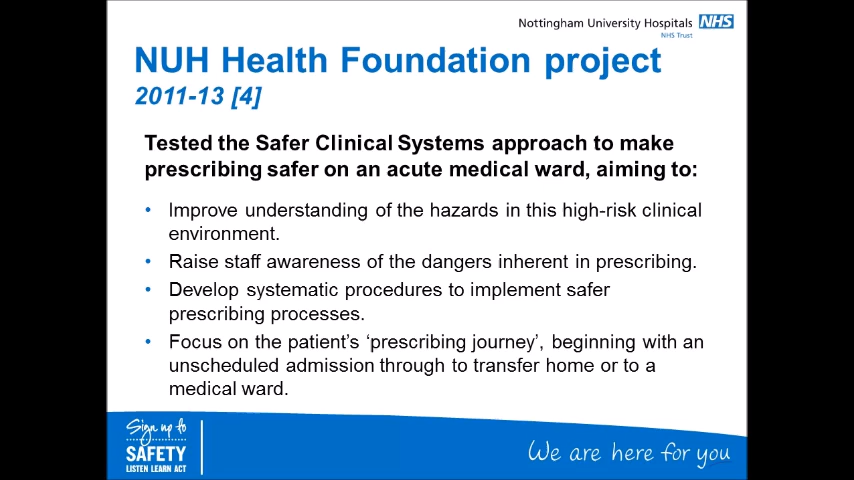 Nottingham University Hospitals NHS
NHS Trust
NUH Health Foundation project
2011-13 [4]
Tested the Safer Clinical Systems approach to make
prescribing safer on an acute medical ward, aiming to:
• Improve understanding of the hazards in this high-risk clinical
environment.
• Raise staff awareness of the dangers inherent in prescribing.
• Develop systematic procedures to implement safer
prescribing processes.
• Focus on the patient’s ‘prescribing journey’, beginning with an
unscheduled admission through to transfer home or to a
medical ward.
Sign up to
SAFETY
LISTEN LEARN ACT
We are here for you